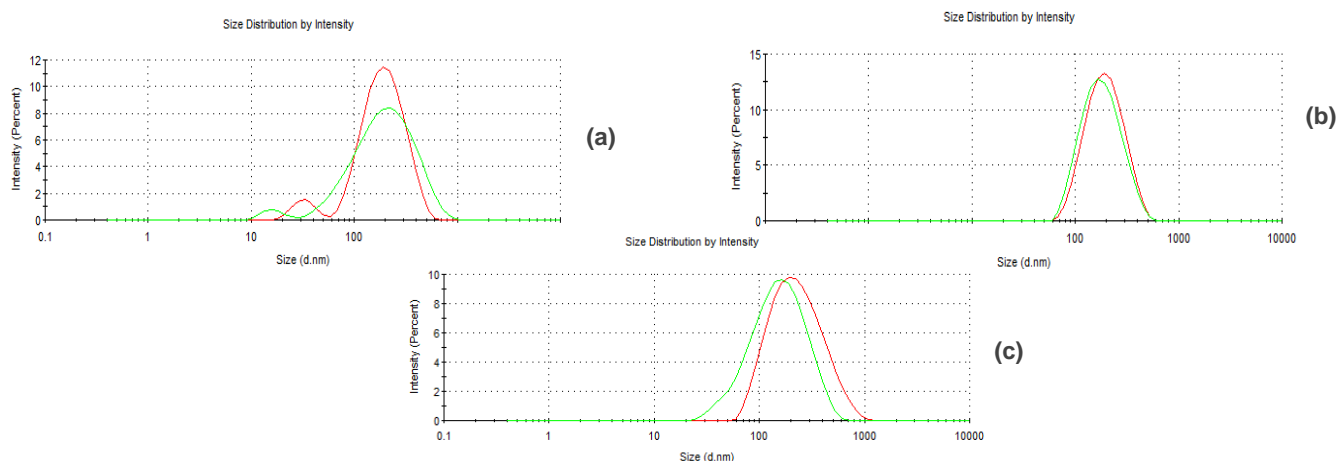 Size Distribution by Intensity
Intensity (Percent)
12
10
8
6
4
2
0
0.1 1 10 100
Size (d.nm)
(a)
Size Distribution by Intensity
Intensity (Percent)
15
10
5
0
100 1000 10000
Size (d.nm)
(b)
Size Distribution by Intensity
Intensity (Percent)
10
8
6
4
2
0
0.1 1 10 100 1000 10000
Size (d.nm)
(c)